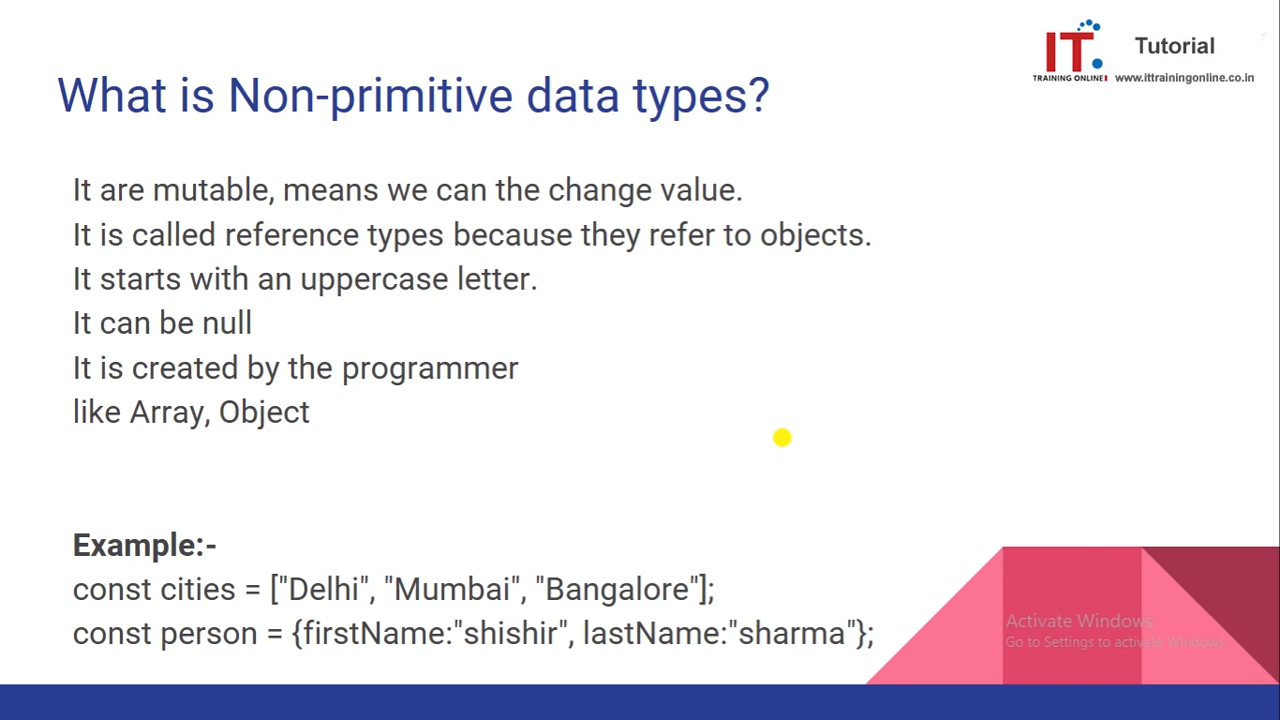 IT.
TRAINING ONLINE
Tutorial
www.ittrainingonline.co.in
What is Non-primitive data types?
It are mutable, means we can the change value.
It is called reference types because they refer to objects.
It starts with an uppercase letter.
It can be null
It is created by the programmer
like Array, Object
Example:-
const cities = ["Delhi", "Mumbai", "Bangalore"];
const person = {firstName:"shishir", lastName:"sharma"};
Activate Windows
Go to Settings to activate Windows.